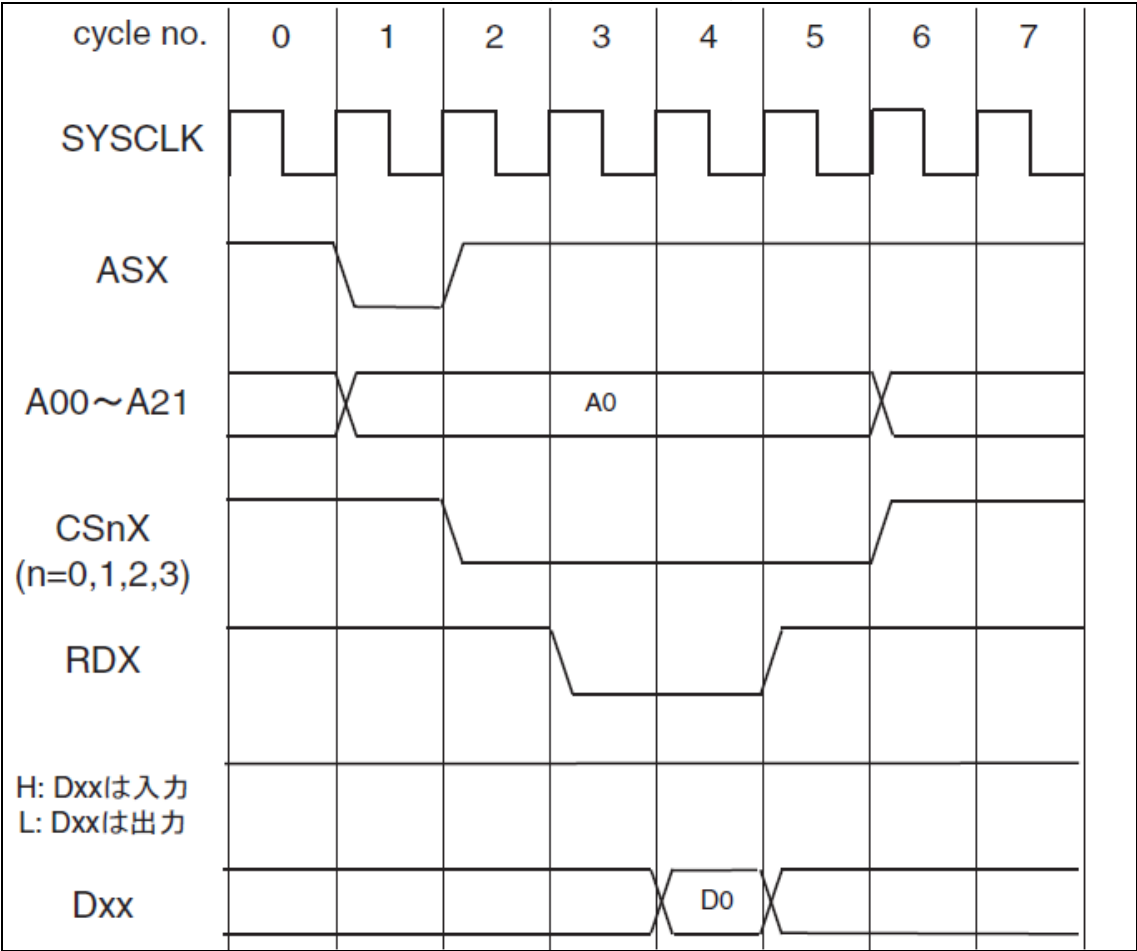 cycle no. 0 1 2 3 4 5 6 7
SYSCLK
ASX
A00～A21 A0
CSnX
(n=0,1,2,3)
RDX
H: Dxxは入力
L: Dxxは出力
Dxx D0